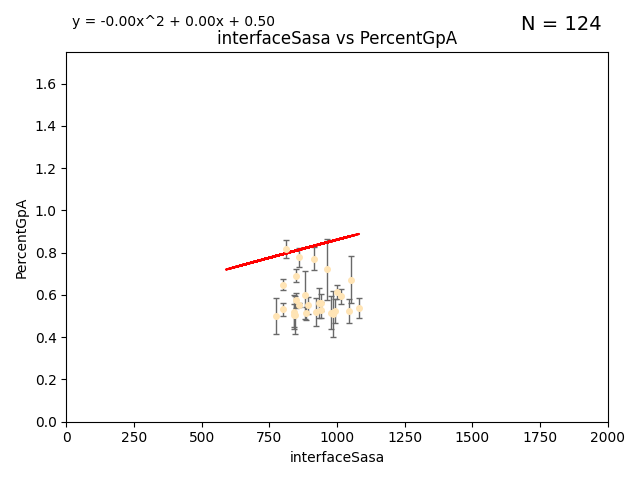 y = -0.00x^2 + 0.00x + 0.50
N = 124
interfaceSasa vs PercentGpA
PercentGpA
1.6
1.4
1.2
1.0
0.8
0.6
0.4
0.2
0.0
0 250 500 750 1000 1250 1500 1750 2000
interfaceSasa